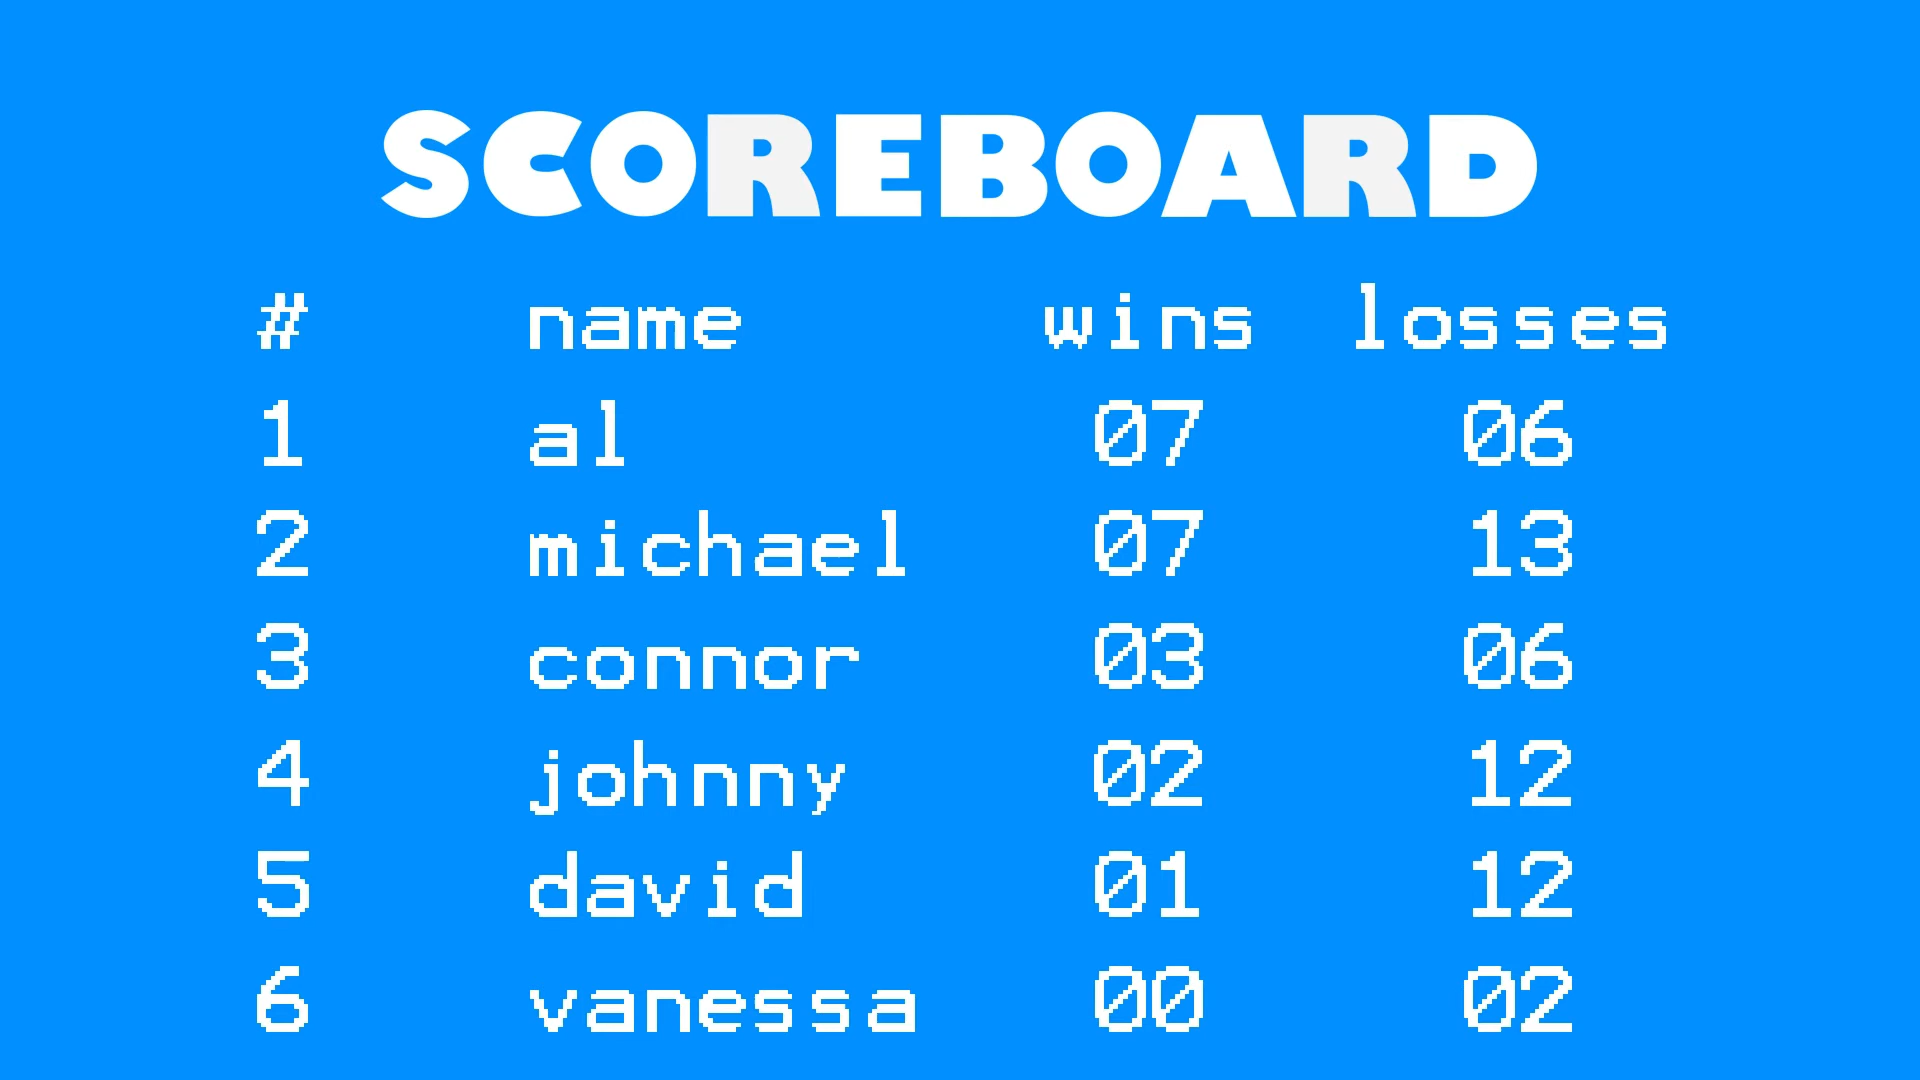 SCOREBOARD
# name wins losses
1 al 07 06
2 michael 07 13
3 connor 03 06
4 johnny 02 12
5 david 01 12
6 vanessa 00 02